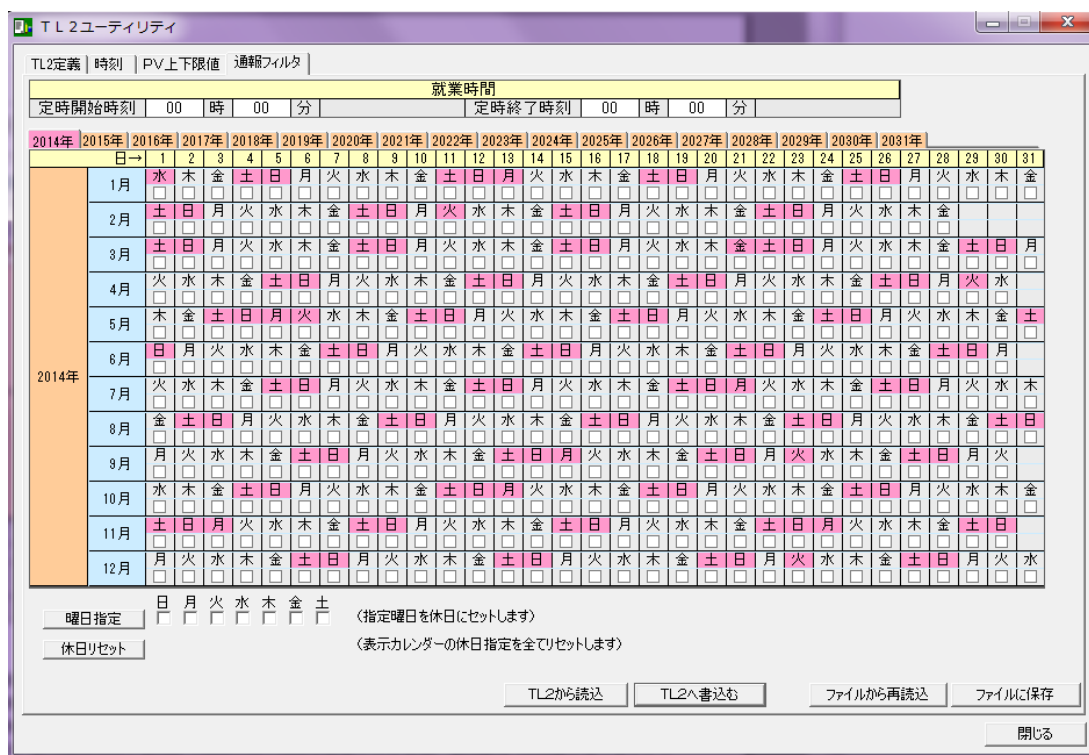 TL2ユーティリティ
TL2定義 時刻 PV上下限値 通報フィルタ
就業時間
定時開始時刻 00 時 00 分 定時終了時刻 00 時 00 分
2014年 2015年 2016年 2017年 2018年 2019年 2020年 2021年 2022年 2023年 2024年 2025年 2026年 2027年 2028年 2029年 2030年 2031年
日→ 1 2 3 4 5 6 7 8 9 10 11 12 13 14 15 16 17 18 19 20 21 22 23 24 25 26 27 28 29 30 31
1月 水 木 金 土 日 月 火 水 木 金 土 日 月 火 水 木 金 土 日 月 火 水 木 金 土 日 月 火 水 木 金
2月 土 日 月 火 水 木 金 土 日 月 火 水 木 金 土 日 月 火 水 木 金 土 日 月 火 水 木 金
3月 土 日 月 火 水 木 金 土 日 月 火 水 木 金 土 日 月 火 水 木 金 土 日 月 火 水 木 金 土 日 月
4月 火 水 木 金 土 日 月 火 水 木 金 土 日 月 火 水 木 金 土 日 月 火 水 木 金 土 日 月 火 水
5月 木 金 土 日 月 火 水 木 金 土 日 月 火 水 木 金 土 日 月 火 水 木 金 土 日 月 火 水 木 金 土
6月 日 月 火 水 木 金 土 日 月 火 水 木 金 土 日 月 火 水 木 金 土 日 月 火 水 木 金 土 日 月
2014年
7月 火 水 木 金 土 日 月 火 水 木 金 土 日 月 火 水 木 金 土 日 月 火 水 木 金 土 日 月 火 水 木
8月 金 土 日 月 火 水 木 金 土 日 月 火 水 木 金 土 日 月 火 水 木 金 土 日 月 火 水 木 金 土 日
9月 月 火 水 木 金 土 日 月 火 水 木 金 土 日 月 火 水 木 金 土 日 月 火 水 木 金 土 日 月 火
10月 水 木 金 土 日 月 火 水 木 金 土 日 月 火 水 木 金 土 日 月 火 水 木 金 土 日 月 火 水 木 金
11月 土 日 月 火 水 木 金 土 日 月 火 水 木 金 土 日 月 火 水 木 金 土 日 月 火 水 木 金 土 日
12月 月 火 水 木 金 土 日 月 火 水 木 金 土 日 月 火 水 木 金 土 日 月 火 水 木 金 土 日 月 火 水
日 月 火 水 木 金 土
曜日指定 (指定曜日を休日にセットします)
休日リセット (表示カレンダーの休日指定を全てリセットします)
TL2から読込 TL2へ書込む ファイルから再読込 ファイルに保存
閉じる